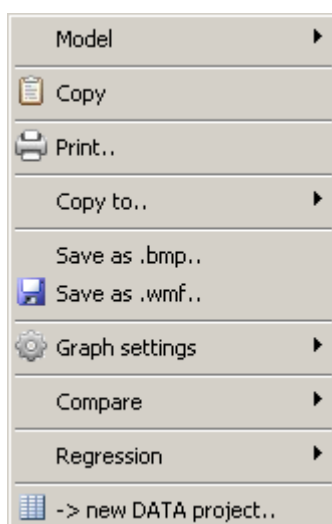 Model
Copy
Print..
Copy to..
Save as .bmp..
Save as .wmf..
Graph settings
Compare
Regression
-> new DATA project..